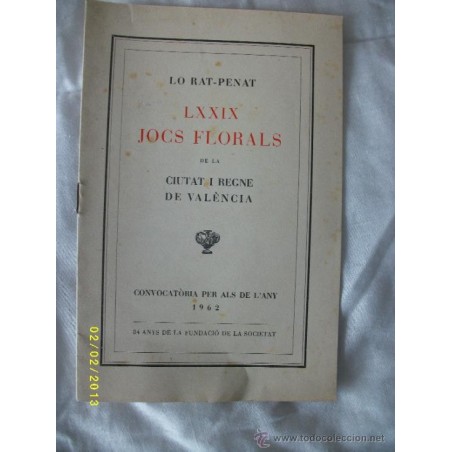 LO RAT-PENAT
LXXIX
JOCS FLORALS
DE LA
CIUTAT I REGNE
DE VALÈNCIA
CONVOCATÒRIA PER ALS DE L'ANY
1962
84 ANYS DE LA FUNDACIÓ DE LA SOCIETAT
02/02/2013
www.todocoleccion.net